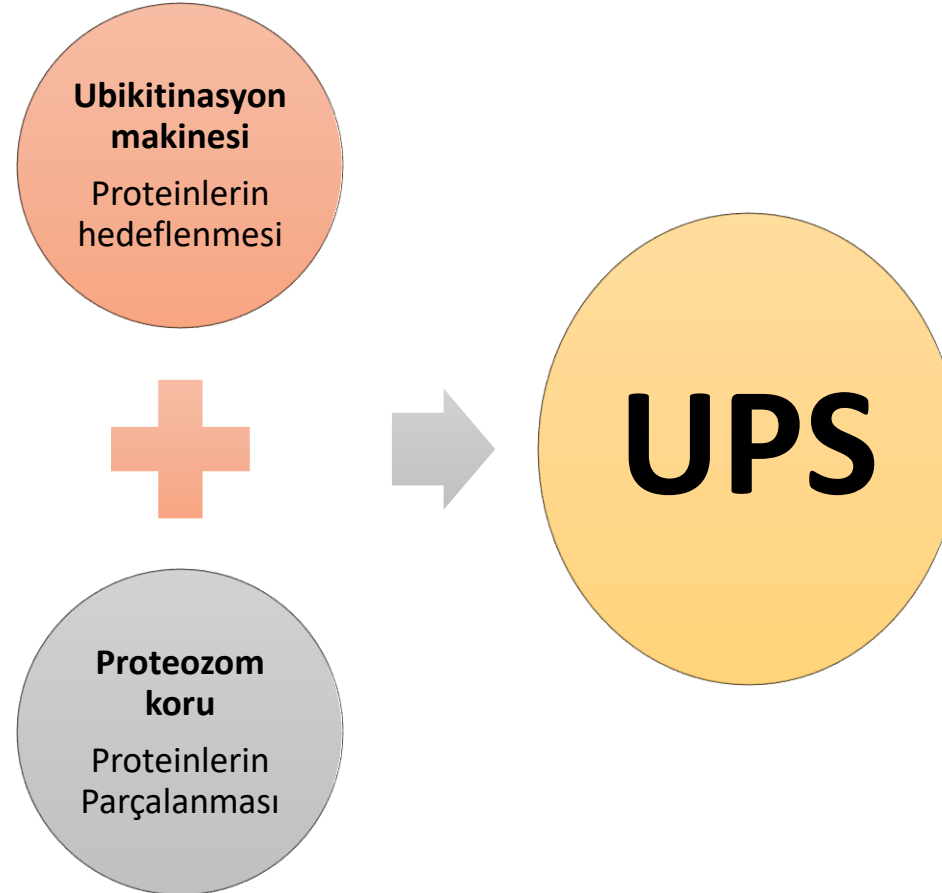 Ubikitinasyon
makinesi
Proteinlerin
hedeflenmesi
UPS
Proteozom
koru
Proteinlerin
Parçalanması